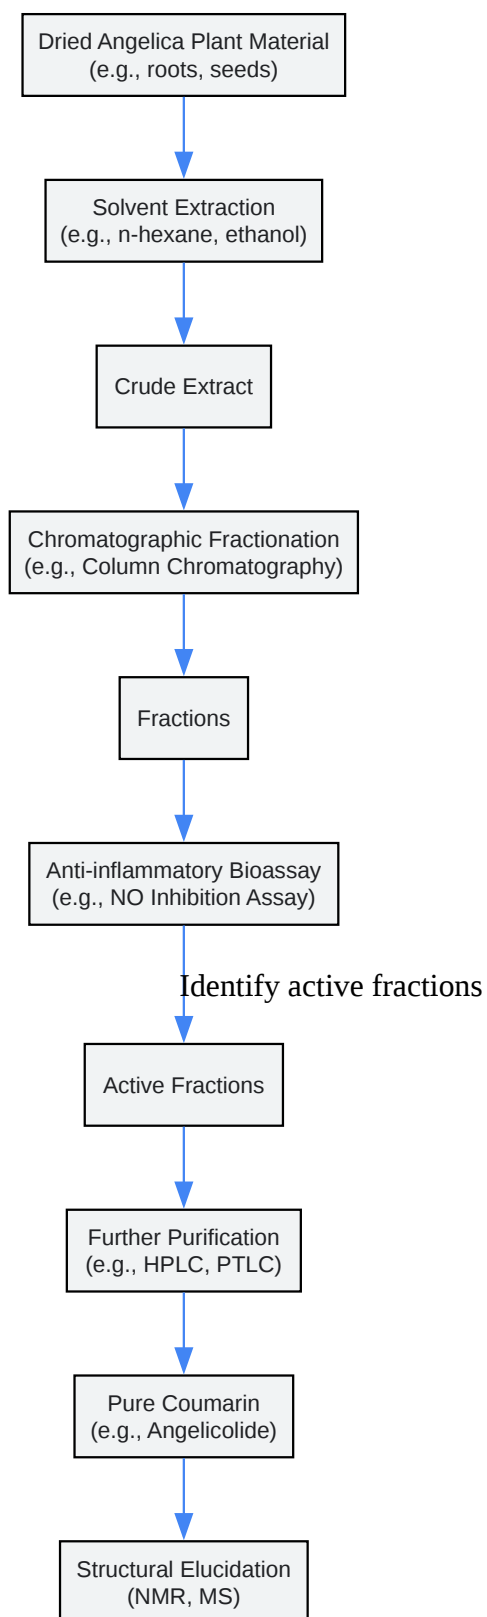 Dried Angelica Plant Material
(e.g., roots, seeds)
Solvent Extraction
(e.g., n-hexane, ethanol)
Crude Extract
Chromatographic Fractionation
(e.g., Column Chromatography)
Fractions
Anti-inflammatory Bioassay
(e.g., NO Inhibition Assay)
Identify active fractions
Active Fractions
Further Purification
(e.g., HPLC, PTLC)
Pure Coumarin
(e.g., Angelicolide)
Structural Elucidation
(NMR, MS)